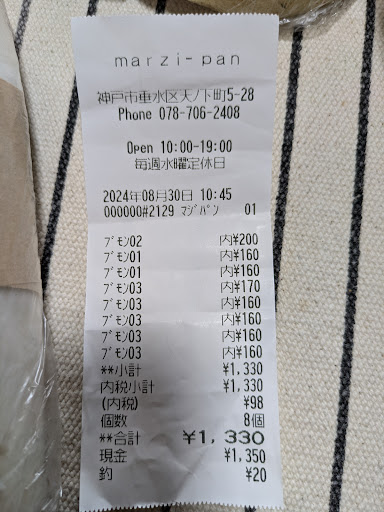 marzi-pan
神戸市垂水区天ノ下町5-28
Phone 078-706-2408
Open 10:00-19:00
毎週水曜定休日
2024年08月30日 10:45
000000#2129 マジパン 01
ブモン02 内¥200
ブモン01 内¥160
ブモン01 内¥160
ブモン03 内¥170
ブモン03 内¥160
ブモン03 内¥160
ブモン03 内¥160
ブモン03 内¥160
**小計 ¥1,330
内税小計 ¥1,330
(内税) ¥98
個数 8個
**合計 ¥1,330
現金 ¥1,350
釣 ¥20